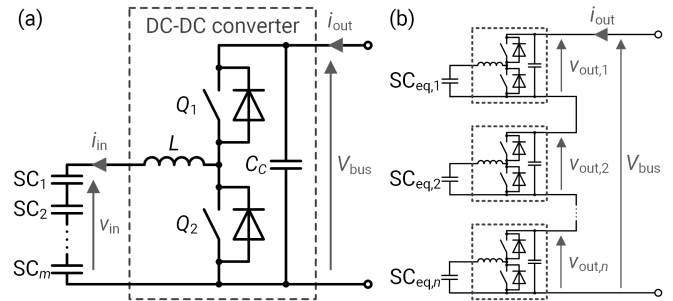 (a)
DC-DC converter
i_out
Q_1
i_in
L
C_C
V_bus
SC_1
SC_2
v_in
Q_2
SC_m
(b)
i_out
SC_eq,1
v_out,1
SC_eq,2
v_out,2
V_bus
SC_eq,n
v_out,n